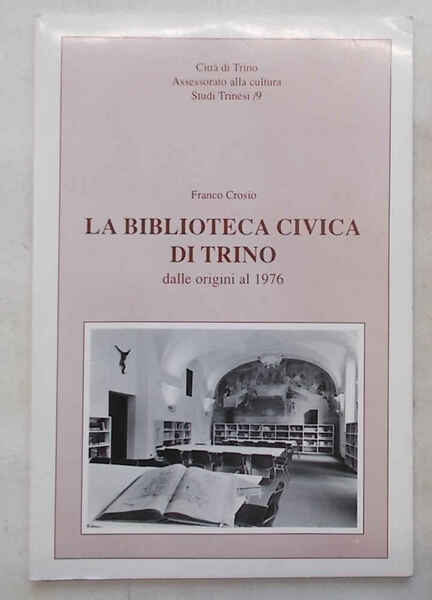 Città di Trino
Assessorato alla cultura
Studi Trinesi /9
Franco Crosio
LA BIBLIOTECA CIVICA
DI TRINO
dalle origini al 1976